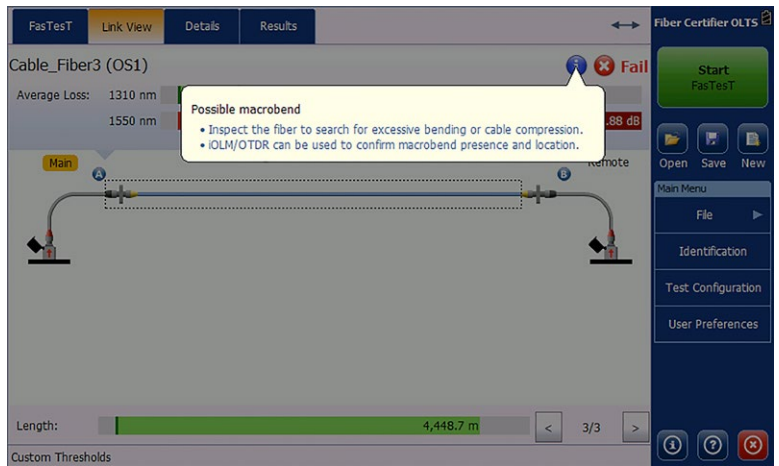 FasTesT
Link View
Details
Results
Fiber Certifier OLTS
Cable_Fiber3 (OS1)
i
Fail
Start
FasTesT
Average Loss: 1310 nm
1550 nm
.88 dB
Possible macrobend
• Inspect the fiber to search for excessive bending or cable compression.
• iOLM/OTDR can be used to confirm macrobend presence and location.
Open Save New
Main
A
B
Remote
Main Menu
File
Identification
Test Configuration
User Preferences
Length:
4,448.7 m
< 3/3 >
Custom Thresholds
i ?